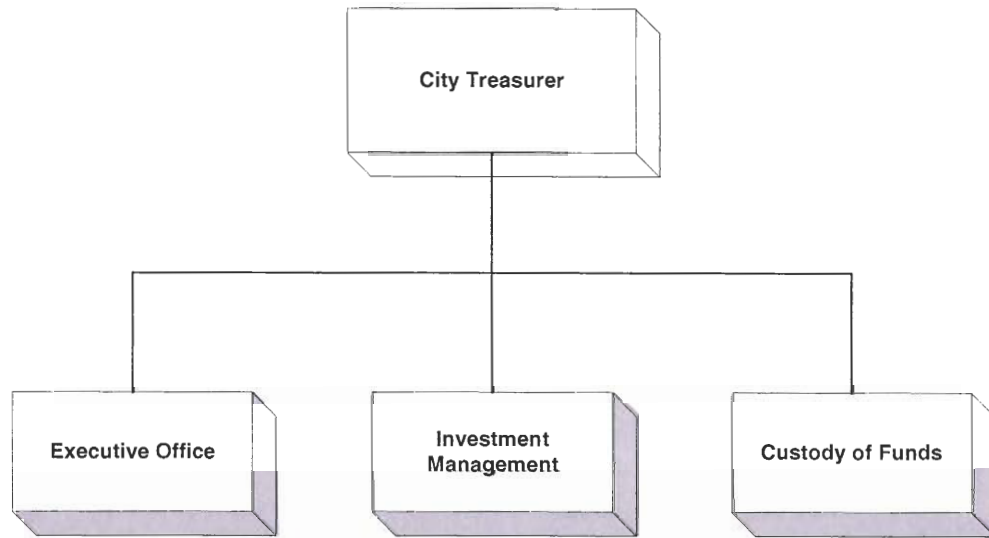 City Treasurer
Executive Office
Investment
Management
Custody of Funds